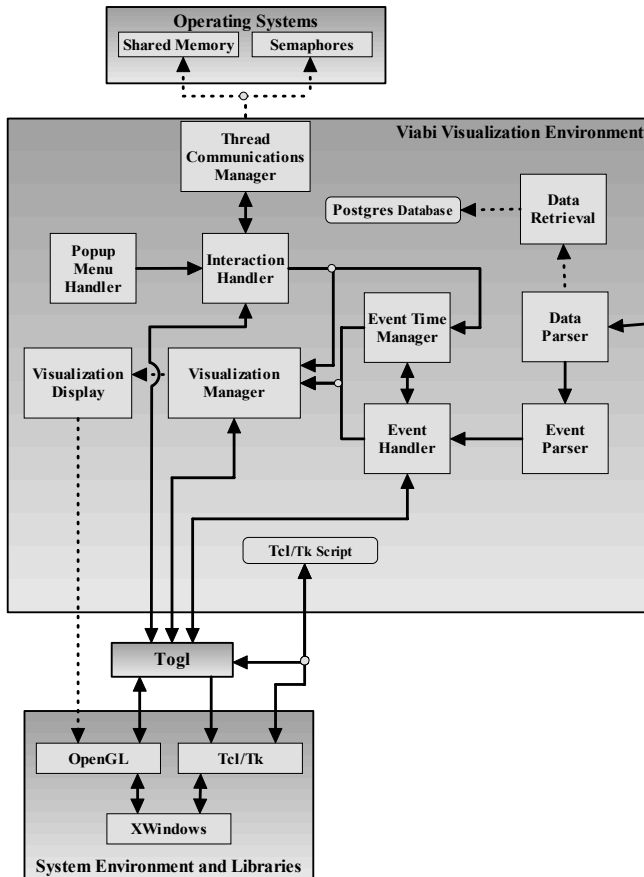 Operating Systems
Shared Memory
Semaphores
Viabi Visualization Environment
Thread
Communications
Manager
Postgres Database
Data
Retrieval
Popup
Menu
Handler
Interaction
Handler
Event Time
Manager
Data
Parser
Visualization
Display
Visualization
Manager
Event
Handler
Event
Parser
Tcl/Tk Script
Togl
OpenGL
Tcl/Tk
XWindows
System Environment and Libraries